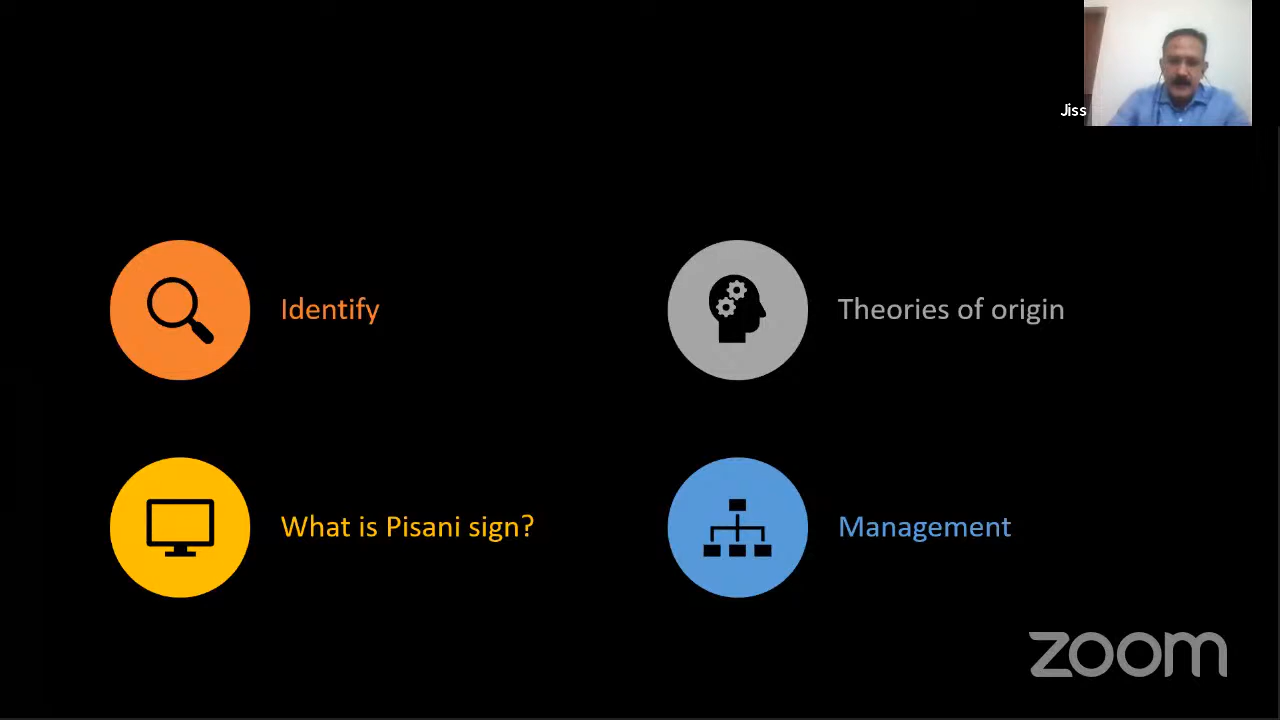 Jiss
Identify
Theories of origin
What is Pisani sign?
Management
zoom